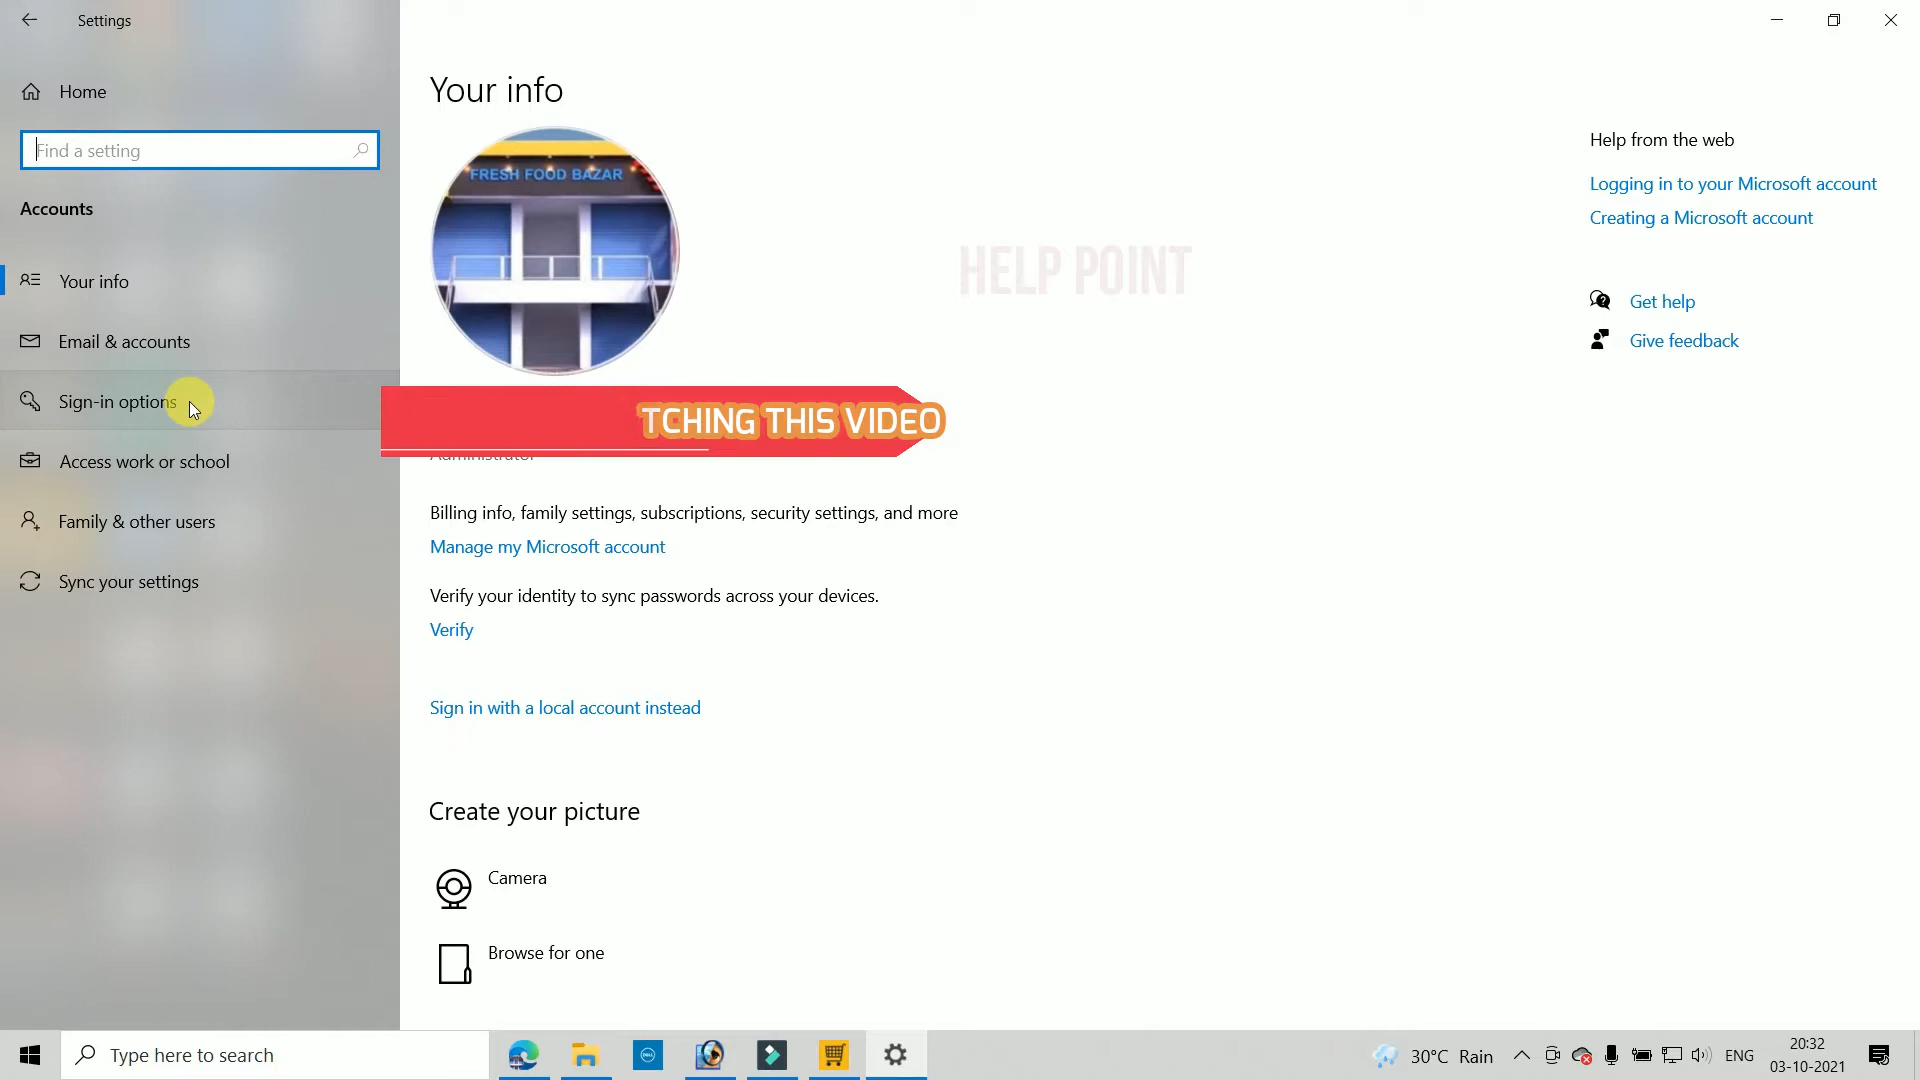 Settings
Home
Find a setting
Accounts
Your info
Email & accounts
Sign-in options
Access work or school
Family & other users
Sync your settings
Your info
FRESH FOOD BAZAR
HELP POINT
TCHING THIS VIDEO
Administrator
Billing info, family settings, subscriptions, security settings, and more
Manage my Microsoft account
Verify your identity to sync passwords across your devices.
Verify
Sign in with a local account instead
Create your picture
Camera
Browse for one
Help from the web
Logging in to your Microsoft account
Creating a Microsoft account
Get help
Give feedback
Type here to search
DELL
30°C Rain
ENG
20:32
03-10-2021